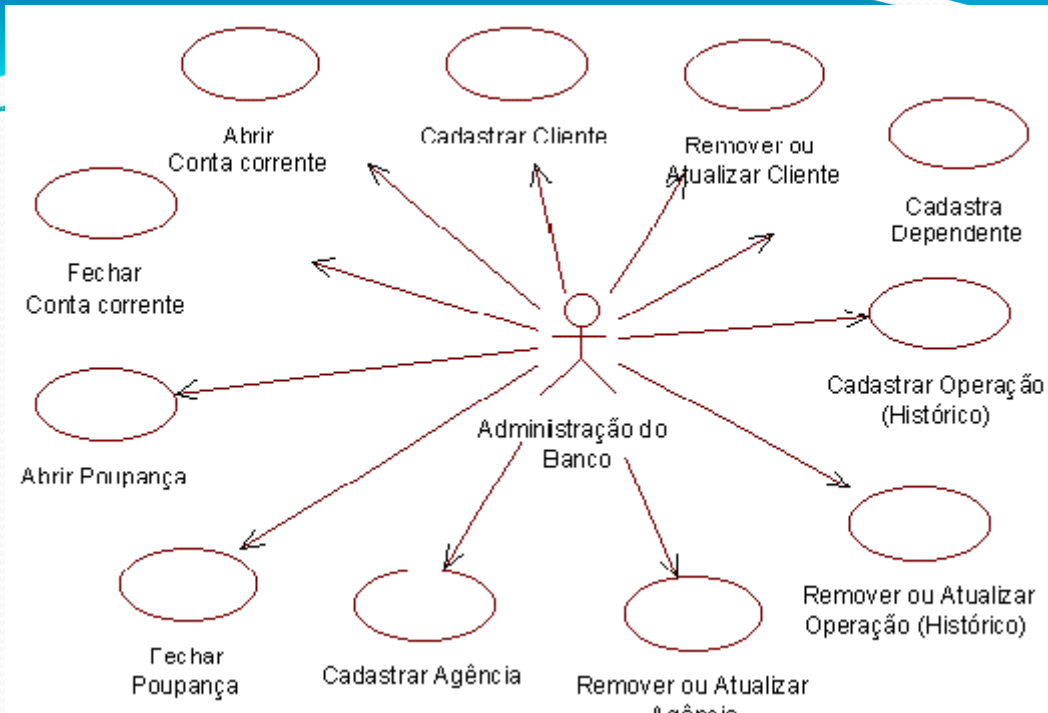 Abrir
Conta corrente
Cadastrar Cliente
Remover ou
Atualizar Cliente
Cadastra
Dependente
Fechar
Conta corrente
Cadastrar Operação
(Histórico)
Administração do
Banco
Abrir Poupança
Remover ou Atualizar
Operação (Histórico)
Fechar
Poupança
Cadastrar Agência
Remover ou Atualizar
Agência